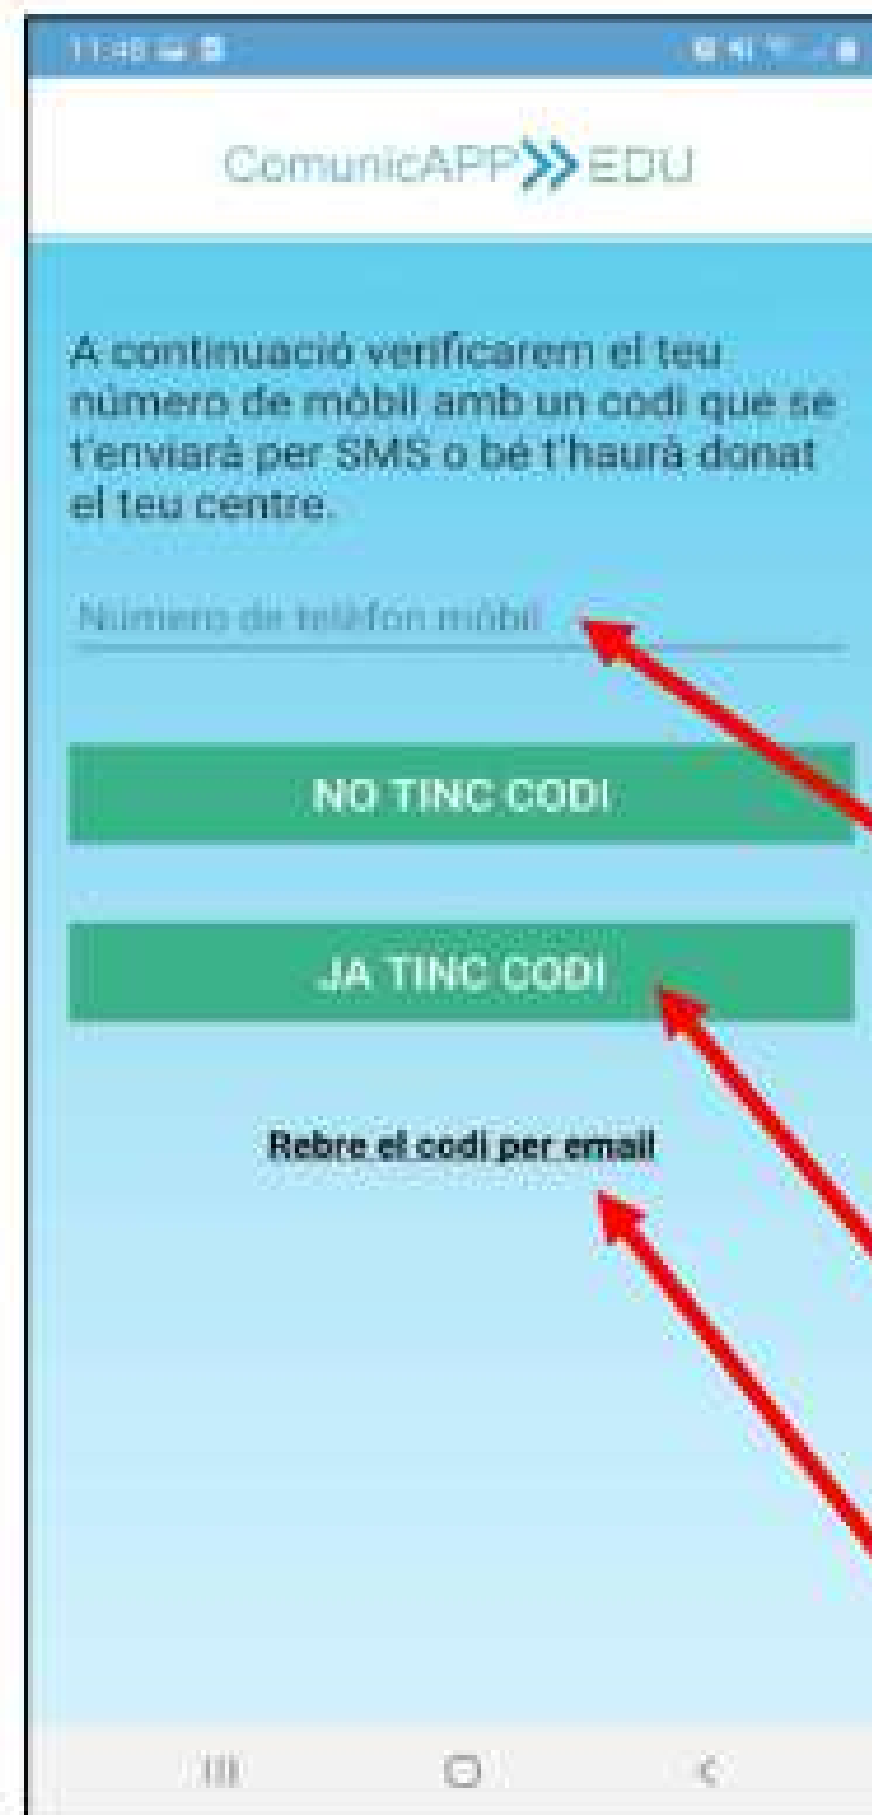 11:48
ComunicAPP EDU
A continuació verificarem el teu
número de mòbil amb un codi que se
t'enviarà per SMS o bé t'haurà donat
el teu centre.
Número de telèfon mòbil
NO TINC CODI
JA TINC CODI
Rebre el codi per email